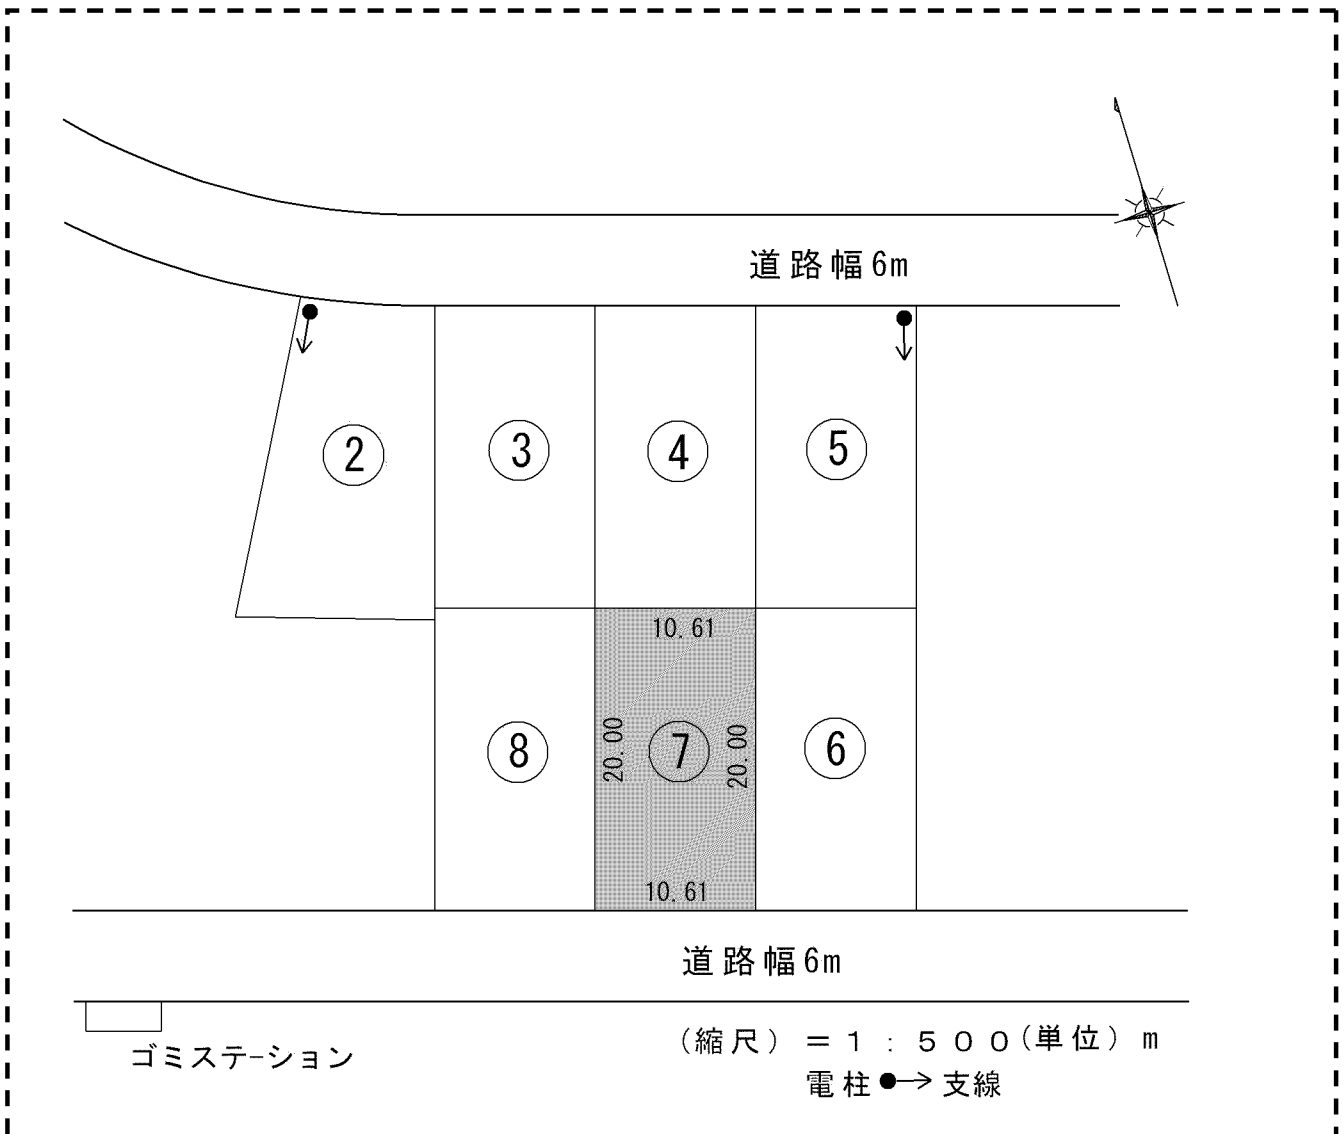 道路幅6m
② ③ ④ ⑤
10.61
⑧ 20.00 ⑦ 20.00 ⑥
10.61
道路幅6m
ゴミステーション
(縮尺) = 1 : 500(単位) m
電柱 ●→ 支線